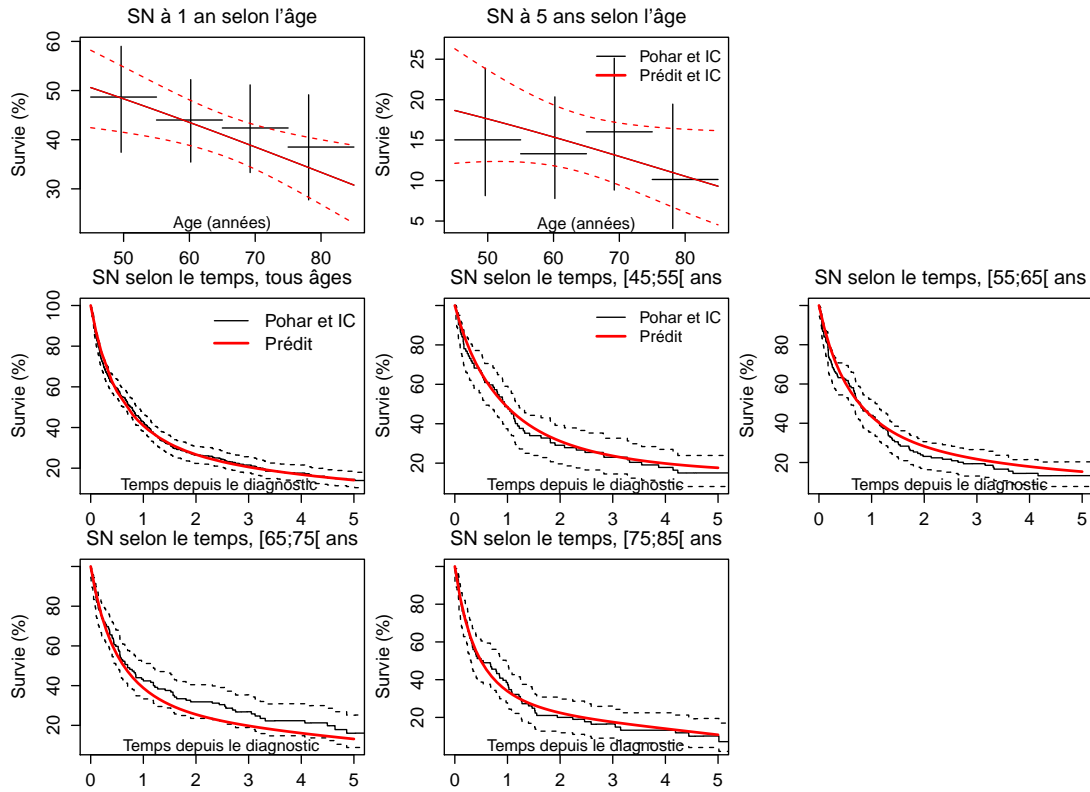 SN à 1 an selon l'âge
Survie (%)
60
50
40
30
Age (années)
50 60 70 80
SN à 5 ans selon l'âge
Survie (%)
25
20
15
10
5
Pohar et IC
Prédit et IC
Age (années)
50 60 70 80
SN selon le temps, tous âges
Survie (%)
100
80
60
40
20
Pohar et IC
Prédit
Temps depuis le diagnostic
0 1 2 3 4 5
SN selon le temps, [45;55[ ans
Survie (%)
80
60
40
20
Pohar et IC
Prédit
Temps depuis le diagnostic
0 1 2 3 4 5
SN selon le temps, [55;65[ ans
Survie (%)
80
60
40
20
Temps depuis le diagnostic
0 1 2 3 4 5
SN selon le temps, [65;75[ ans
Survie (%)
80
60
40
20
Temps depuis le diagnostic
0 1 2 3 4 5
SN selon le temps, [75;85[ ans
Survie (%)
80
60
40
20
Temps depuis le diagnostic
0 1 2 3 4 5